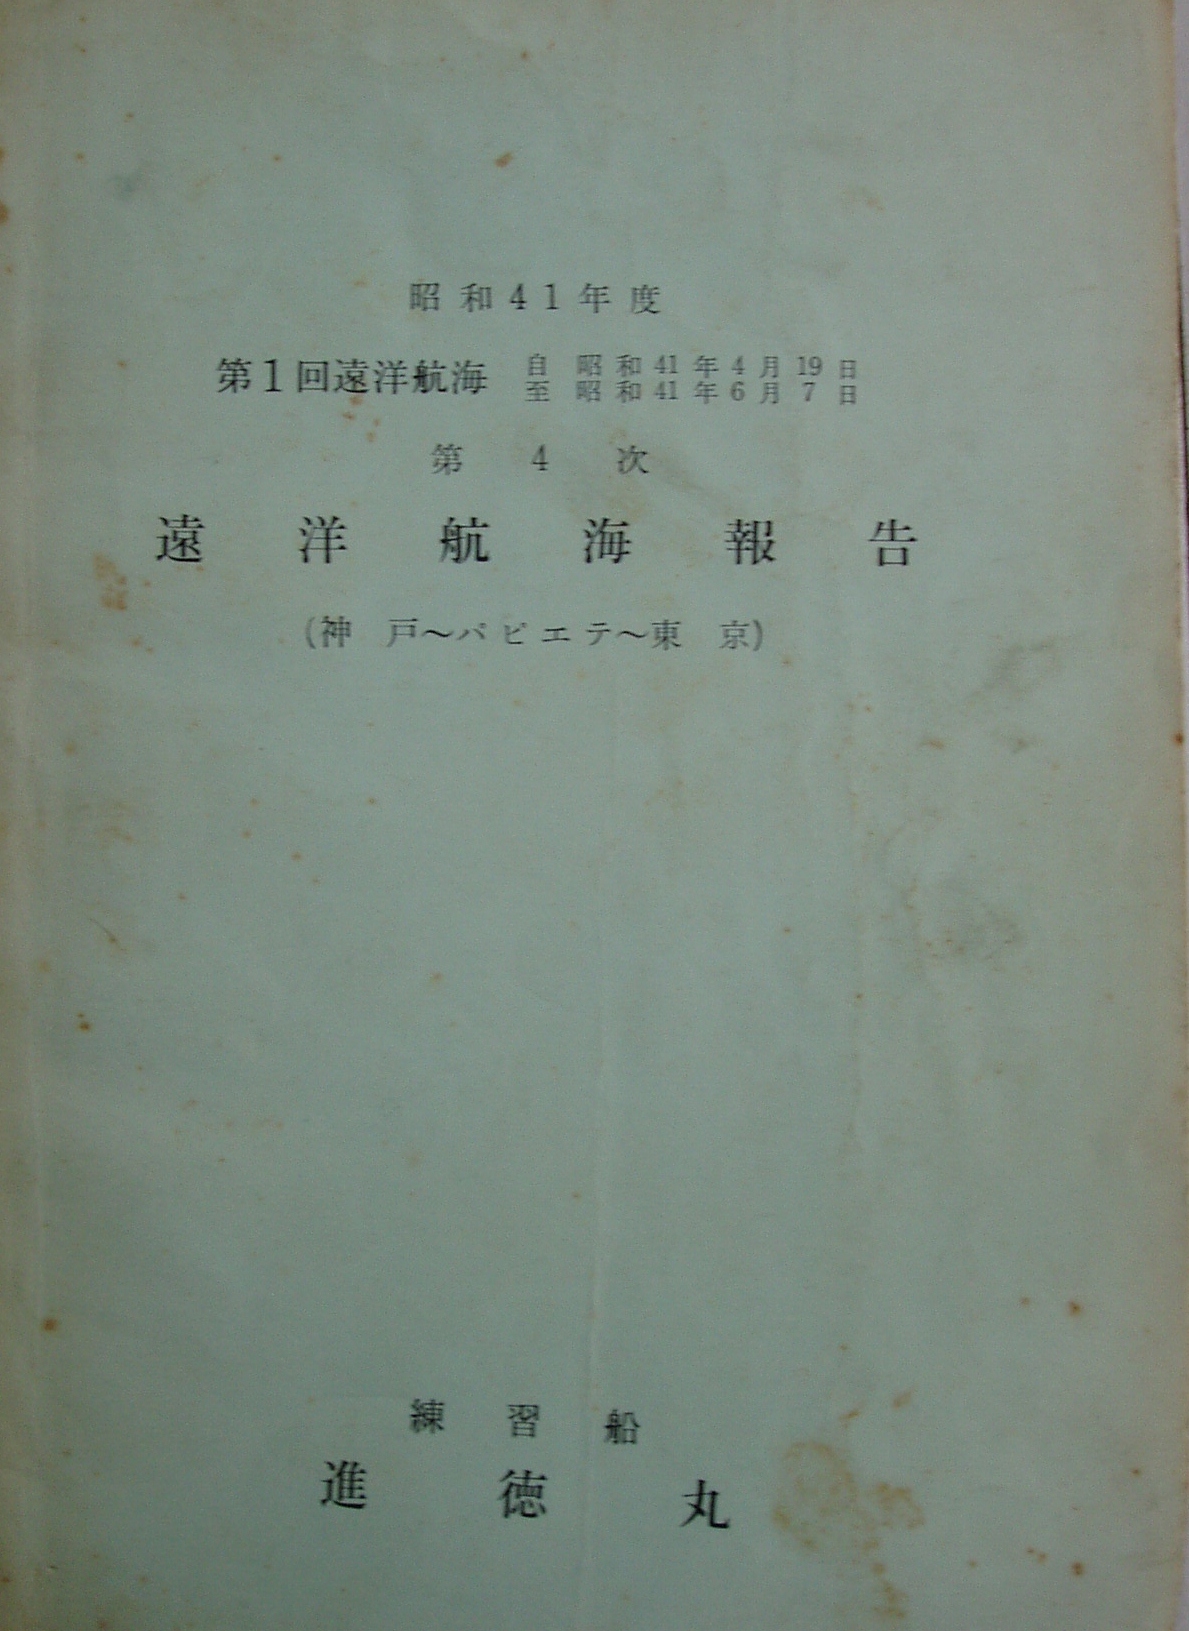 昭和41年度
第1回遠洋航海 自 昭和41年4月19日
至 昭和41年6月7日
第4次
遠洋航海報告
(神戸〜パピエテ〜東京)
練習船
進徳丸